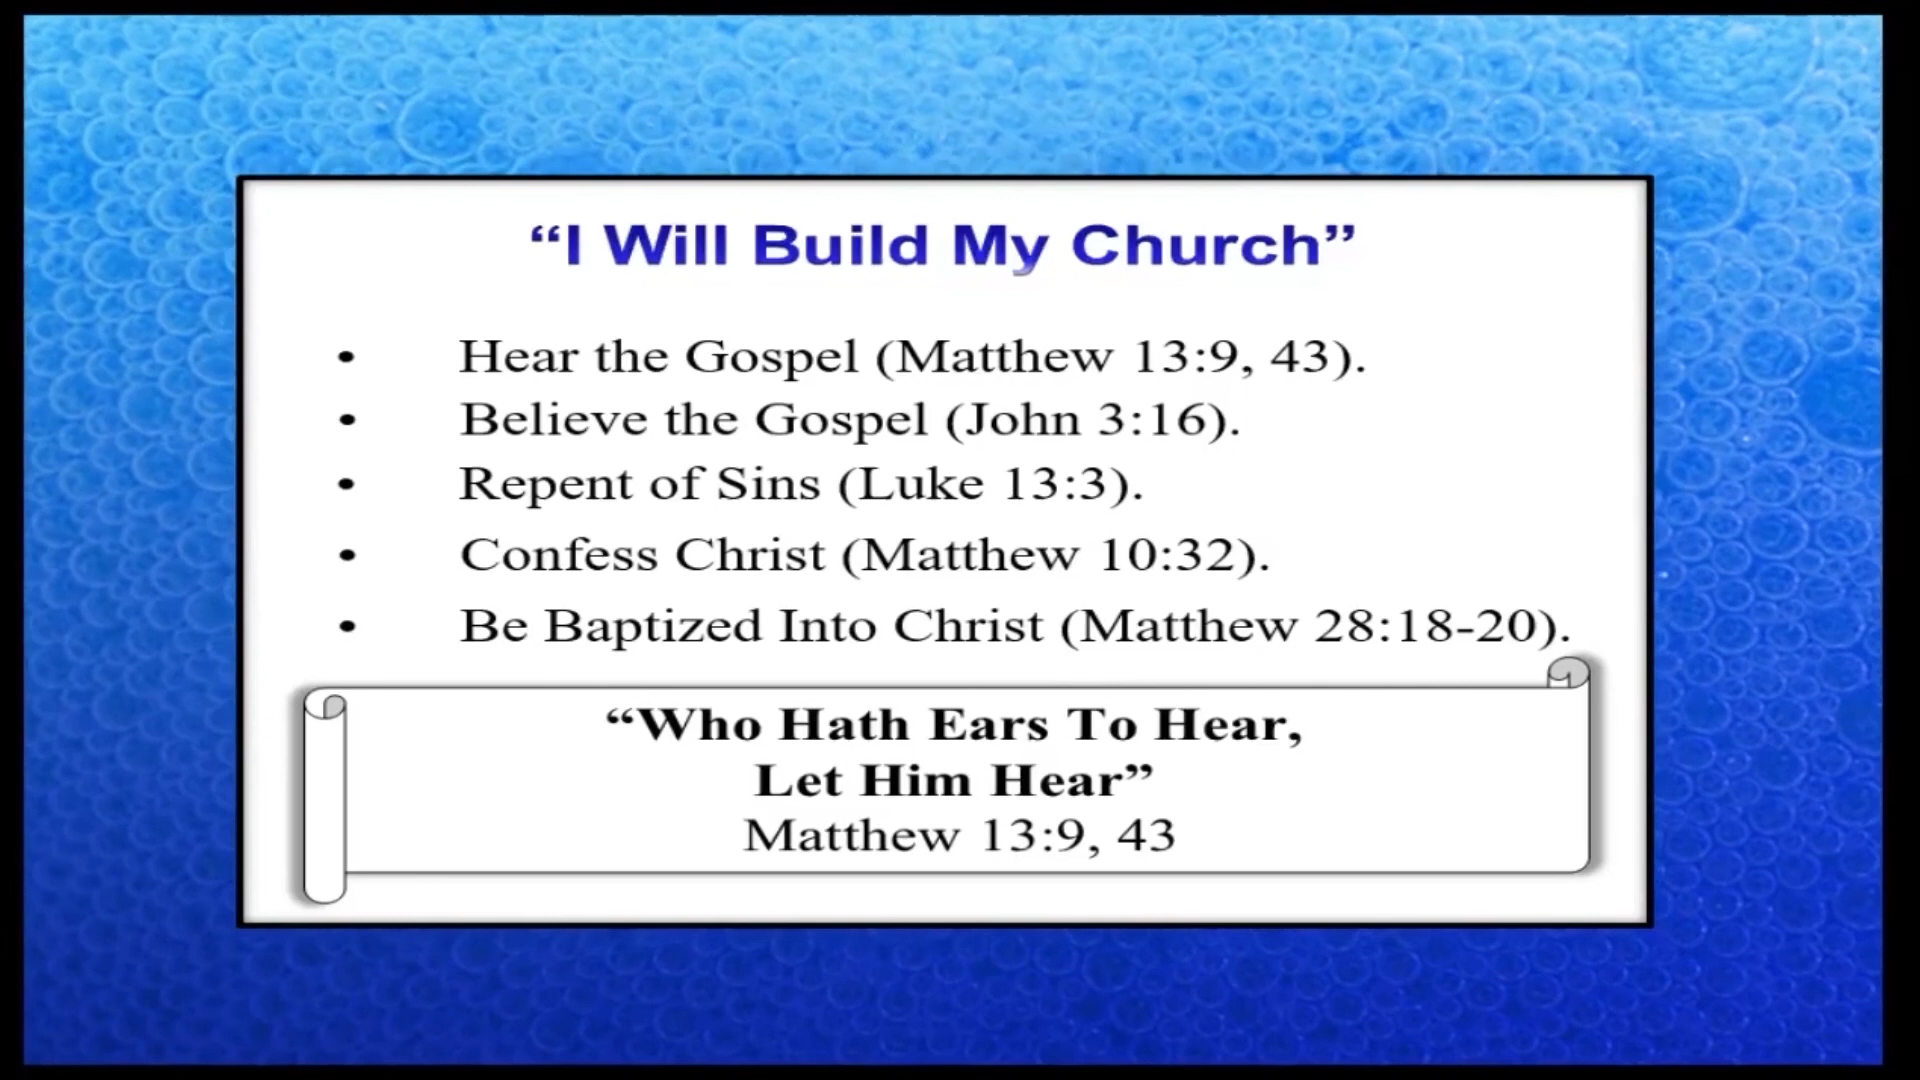 “I Will Build My Church”
• Hear the Gospel (Matthew 13:9, 43).
• Believe the Gospel (John 3:16).
• Repent of Sins (Luke 13:3).
• Confess Christ (Matthew 10:32).
• Be Baptized Into Christ (Matthew 28:18-20).
“Who Hath Ears To Hear,
Let Him Hear”
Matthew 13:9, 43